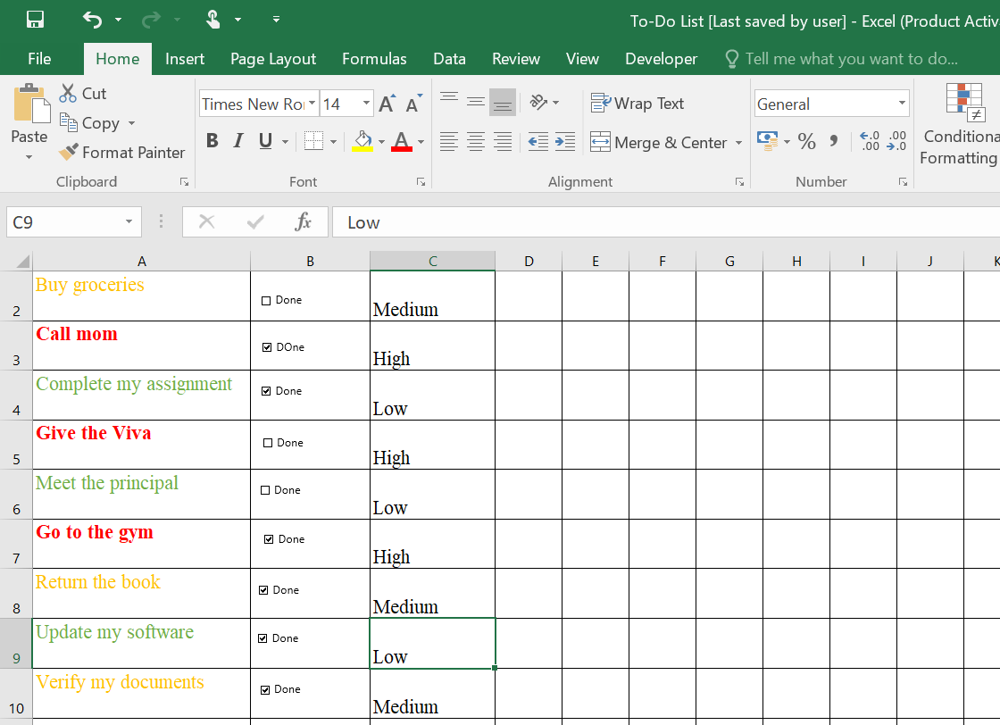 To-Do List [Last saved by user] - Excel (Product Activ
File Home Insert Page Layout Formulas Data Review View Developer Tell me what you want to do...
Cut
Copy
Format Painter
Paste
Clipboard
Times New Ro 14 A A
B I U A
Font
Wrap Text
Merge & Center
Alignment
General
% , .0 .00 .00 .0
Number
Conditiona
Formatting
C9 fx Low
A B C D E F G H I J K
2 Buy groceries Done Medium
3 Call mom DOne High
4 Complete my assignment Done Low
5 Give the Viva Done High
6 Meet the principal Done Low
7 Go to the gym Done High
8 Return the book Done Medium
9 Update my software Done Low
10 Verify my documents Done Medium